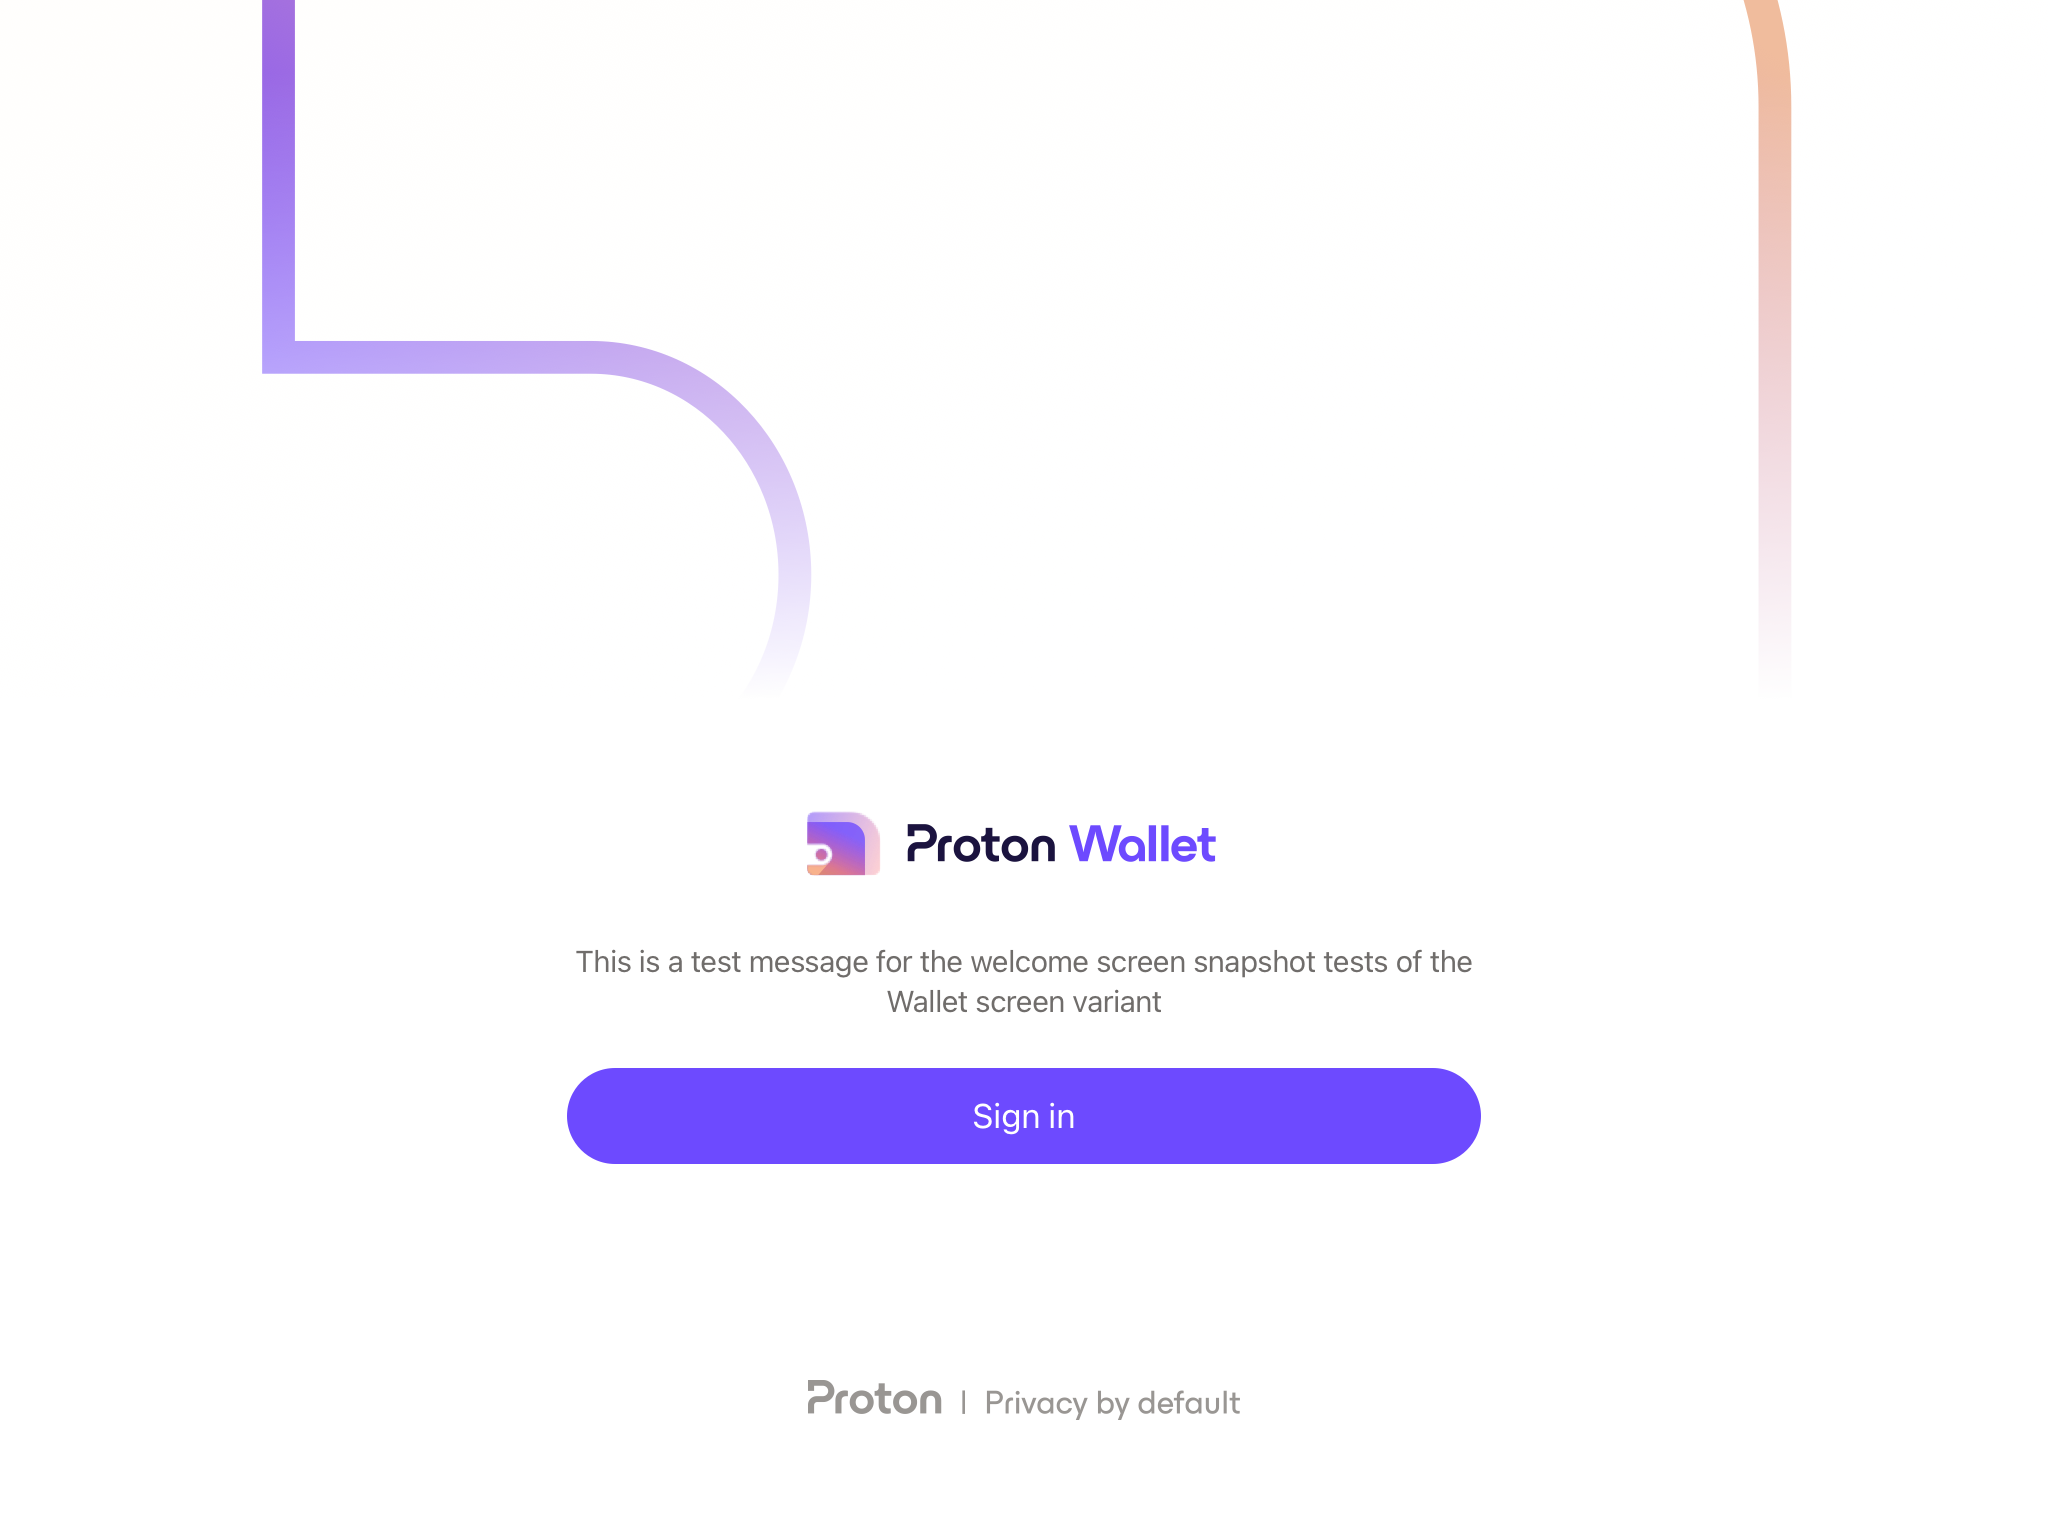 Proton Wallet
This is a test message for the welcome screen snapshot tests of the
Wallet screen variant
Sign in
Proton | Privacy by default